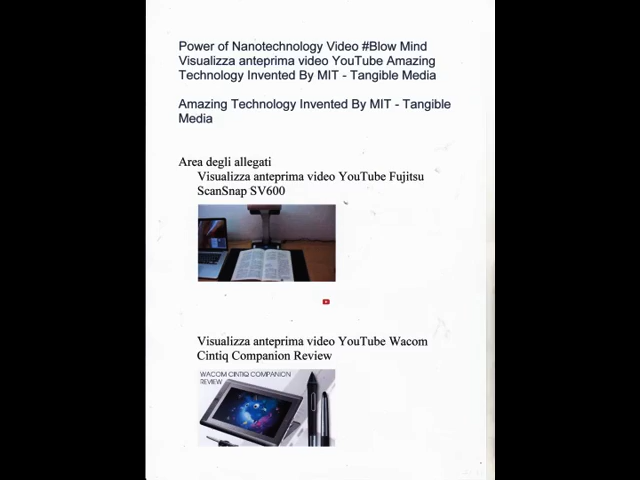 Power of Nanotechnology Video #Blow Mind
Visualizza anteprima video YouTube Amazing
Technology Invented By MIT - Tangible Media
Amazing Technology Invented By MIT - Tangible
Media
Area degli allegati
Visualizza anteprima video YouTube Fujitsu
ScanSnap SV600
Visualizza anteprima video YouTube Wacom
Cintiq Companion Review
WACOM CINTIQ COMPANION
REVIEW